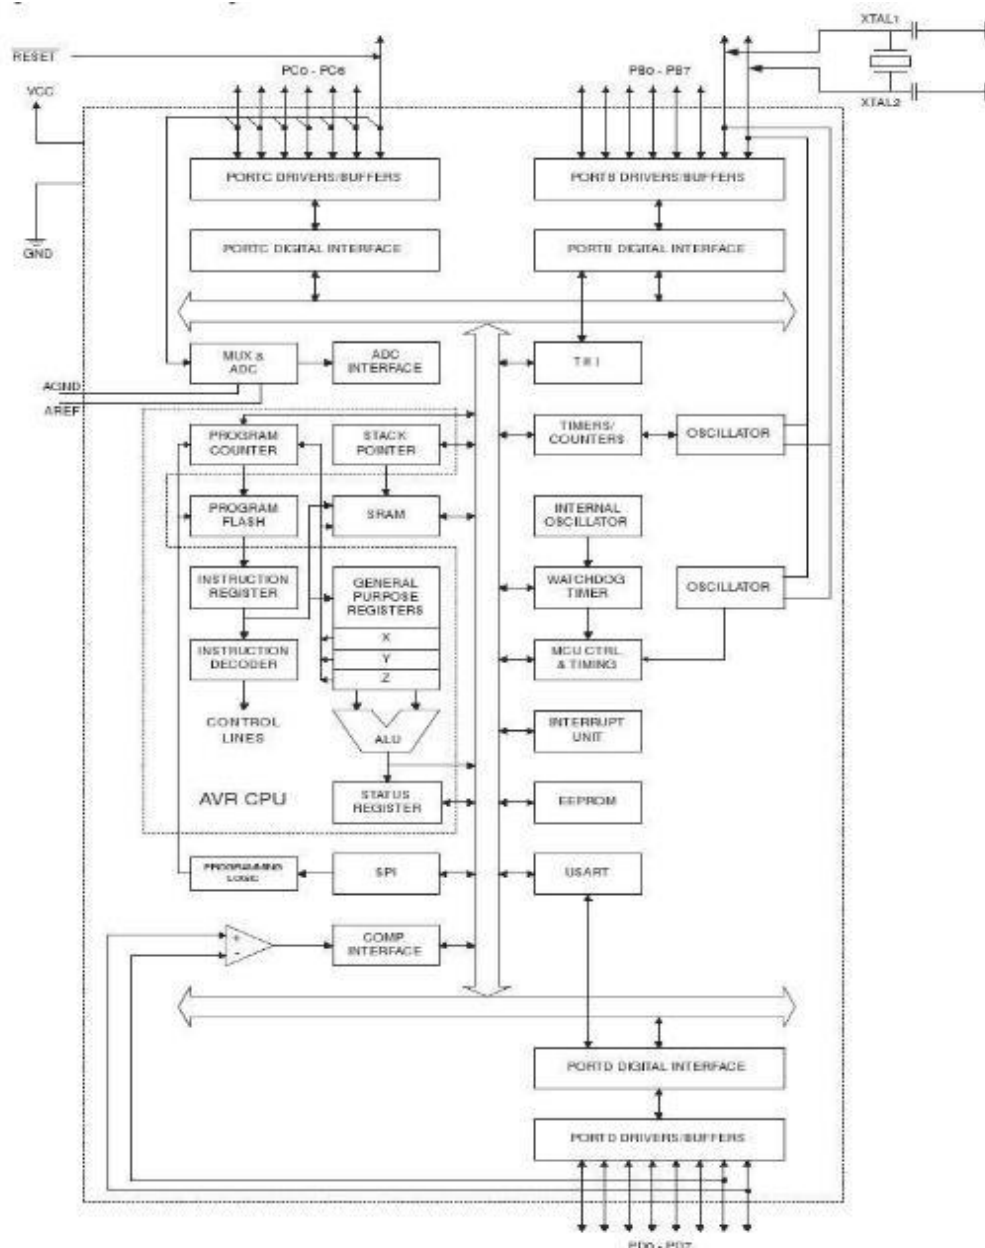 XTAL1
RESET
PC0 - PC6
PB0 - PB7
VCC
XTAL2
PORTC DRIVERS/BUFFERS
PORTB DRIVERS/BUFFERS
GND
PORTC DIGITAL INTERFACE
PORTB DIGITAL INTERFACE
MUX &
ADC
ADC
INTERFACE
AGND
AREF
PROGRAM
COUNTER
STACK
POINTER
TIMERS/
COUNTERS
OSCILLATOR
PROGRAM
FLASH
SRAM
INTERNAL
OSCILLATOR
INSTRUCTION
REGISTER
GENERAL
PURPOSE
REGISTERS
WATCHDOG
TIMER
OSCILLATOR
X
INSTRUCTION
DECODER
Y
MCU CTRL.
& TIMING
Z
CONTROL
LINES
ALU
INTERRUPT
UNIT
AVR CPU
STATUS
REGISTER
EEPROM
PROGRAMMING
LOGIC
SPI
USART
+
-
COMP.
INTERFACE
PORTD DIGITAL INTERFACE
PORTD DRIVERS/BUFFERS
PD0 - PD7